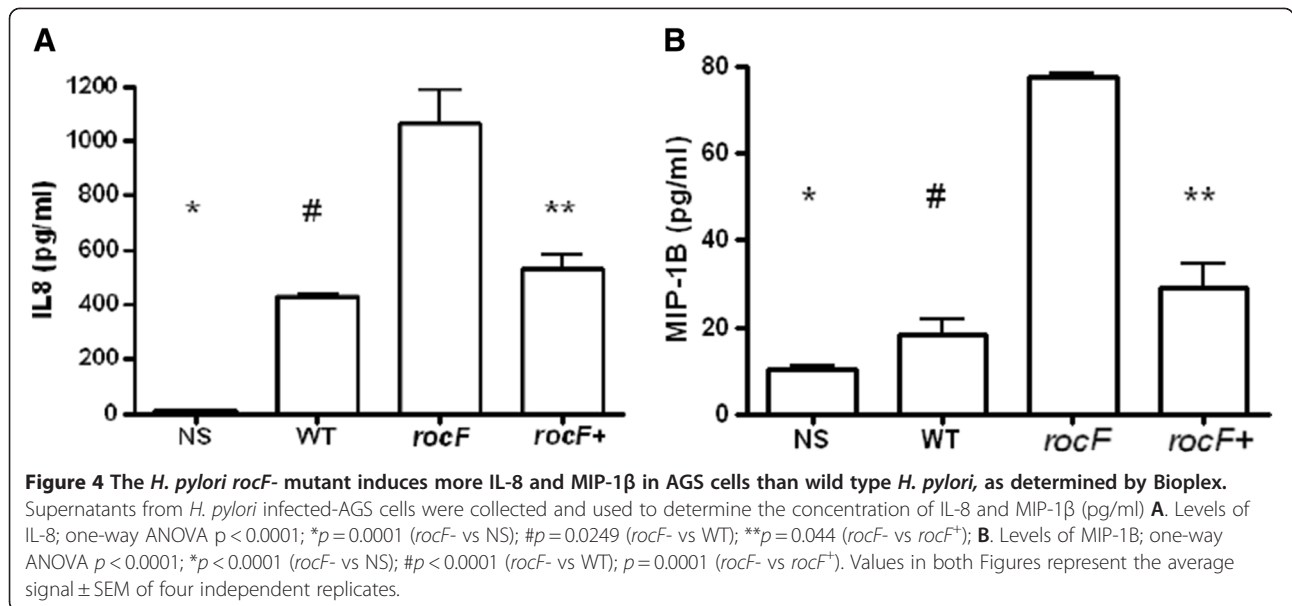 A
IL8 (pg/ml)
1200
1000
800
600
400
200
0
*
#
**
NS WT rocF rocF+
B
MIP-1B (pg/ml)
80
60
40
20
0
*
#
**
NS WT rocF rocF+
Figure 4 The H. pylori rocF- mutant induces more IL-8 and MIP-1β in AGS cells than wild type H. pylori, as determined by Bioplex.
Supernatants from H. pylori infected-AGS cells were collected and used to determine the concentration of IL-8 and MIP-1β (pg/ml) A. Levels of
IL-8; one-way ANOVA p < 0.0001; *p = 0.0001 (rocF- vs NS); #p = 0.0249 (rocF- vs WT); **p = 0.044 (rocF- vs rocF⁺); B. Levels of MIP-1B; one-way
ANOVA p < 0.0001; *p < 0.0001 (rocF- vs NS); #p < 0.0001 (rocF- vs WT); p = 0.0001 (rocF- vs rocF⁺). Values in both Figures represent the average
signal ± SEM of four independent replicates.